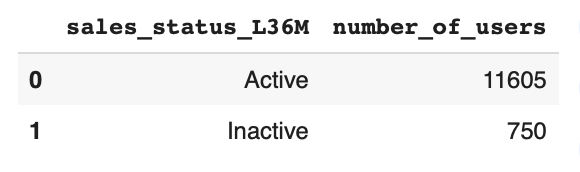 sales_status_L36M number_of_users
0 Active 11605
1 Inactive 750